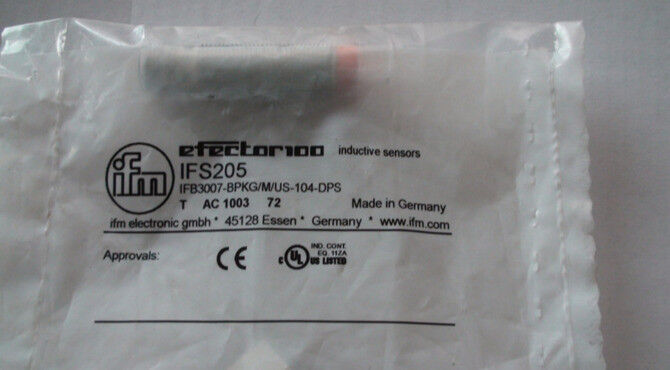 ifm
efector100 inductive sensors
IFS205
IFB3007-BPKG/M/US-104-DPS
T AC 1003 72 Made in Germany
ifm electronic gmbh * 45128 Essen * Germany * www.ifm.com
Approvals: CE c UL US LISTED
IND. CONT.
EQ. 11ZA